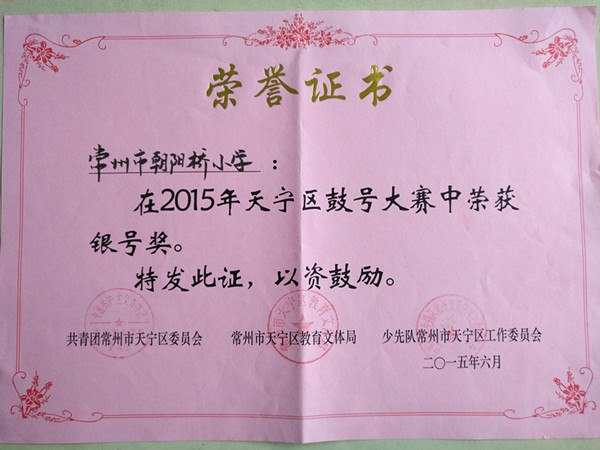 荣誉证书
常州市朝阳桥小学：
在2015年天宁区鼓号大赛中荣获
银号奖。
特发此证，以资鼓励。
共青团常州市天宁区委员会 常州市天宁区教育文体局 少先队常州市天宁区工作委员会
二〇一五年六月